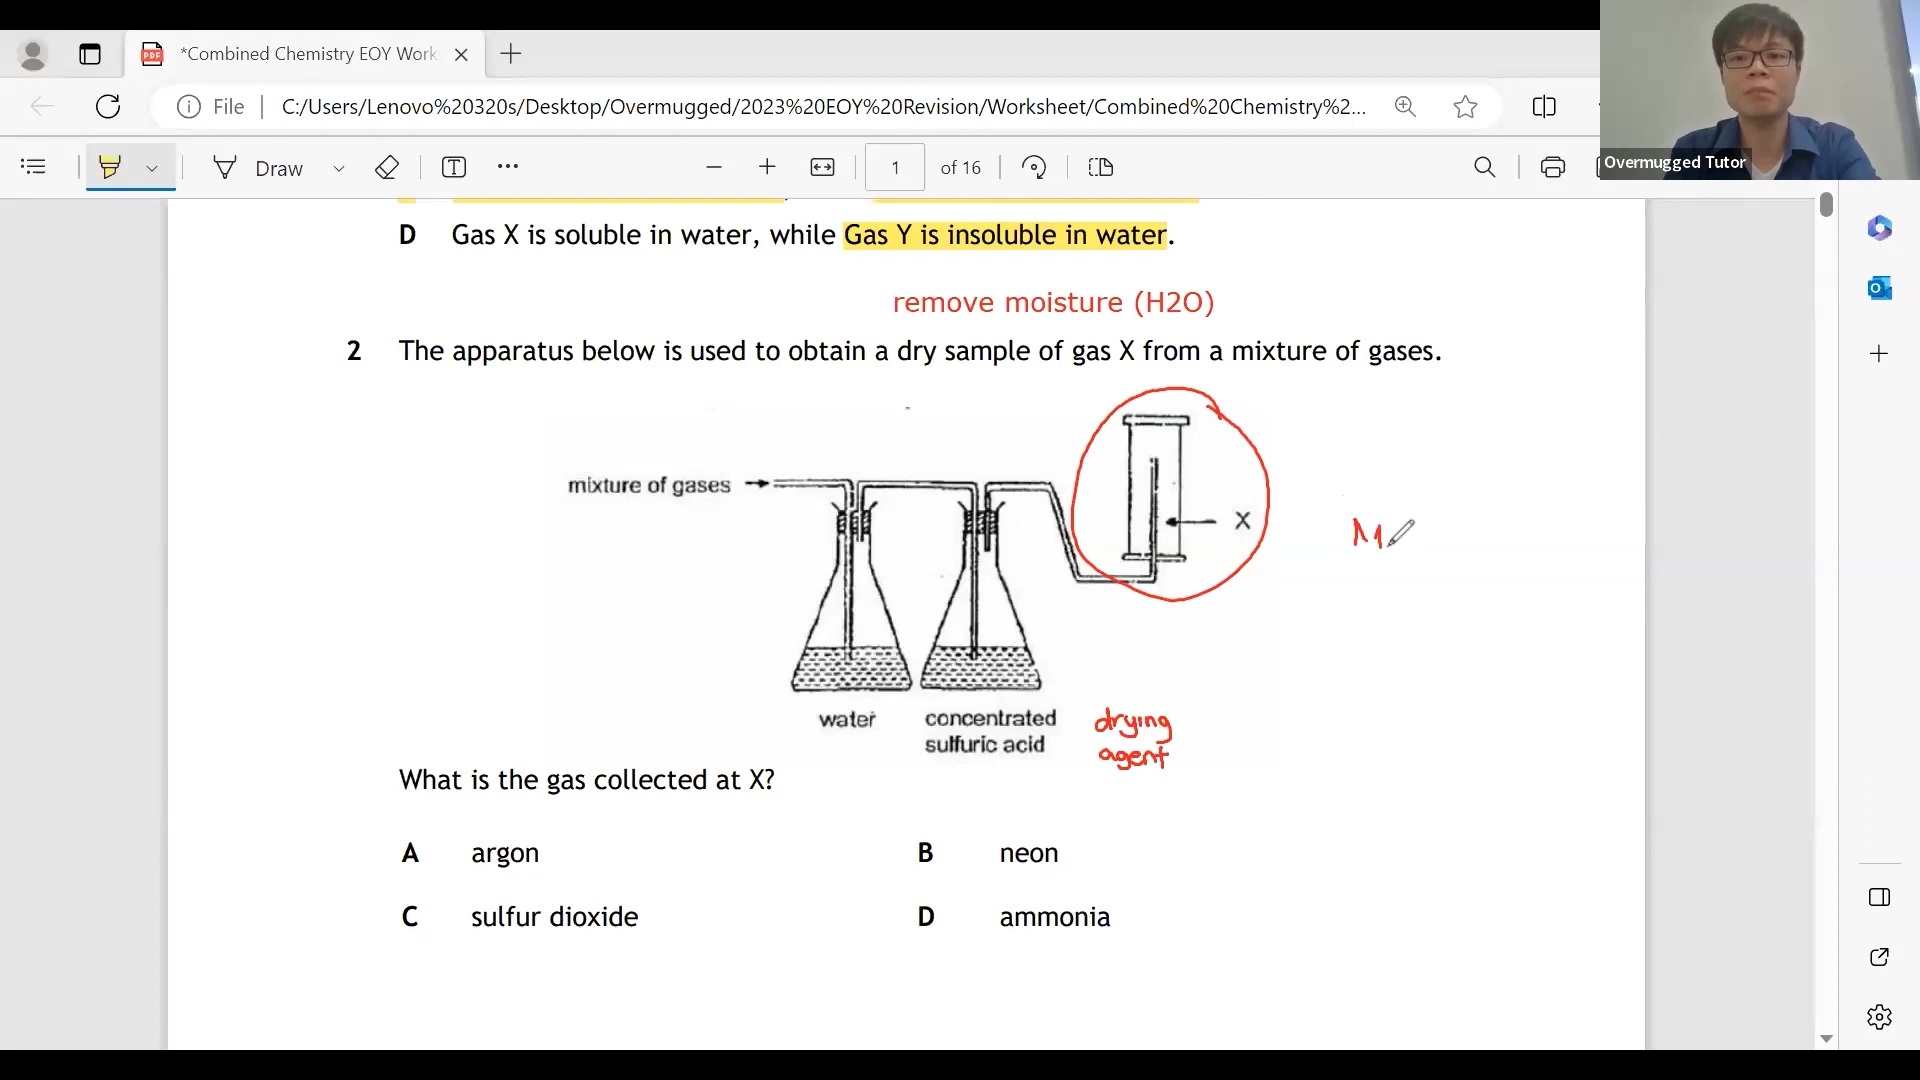 *Combined Chemistry EOY Work
File
C:/Users/Lenovo%20320s/Desktop/Overmugged/2023%20EOY%20Revision/Worksheet/Combined%20Chemistry%2...
Draw
1
of 16
Overmugged Tutor
D Gas X is soluble in water, while Gas Y is insoluble in water.
remove moisture (H2O)
2 The apparatus below is used to obtain a dry sample of gas X from a mixture of gases.
mixture of gases
X
M
water
concentrated
sulfuric acid
drying
agent
What is the gas collected at X?
A argon
B neon
C sulfur dioxide
D ammonia